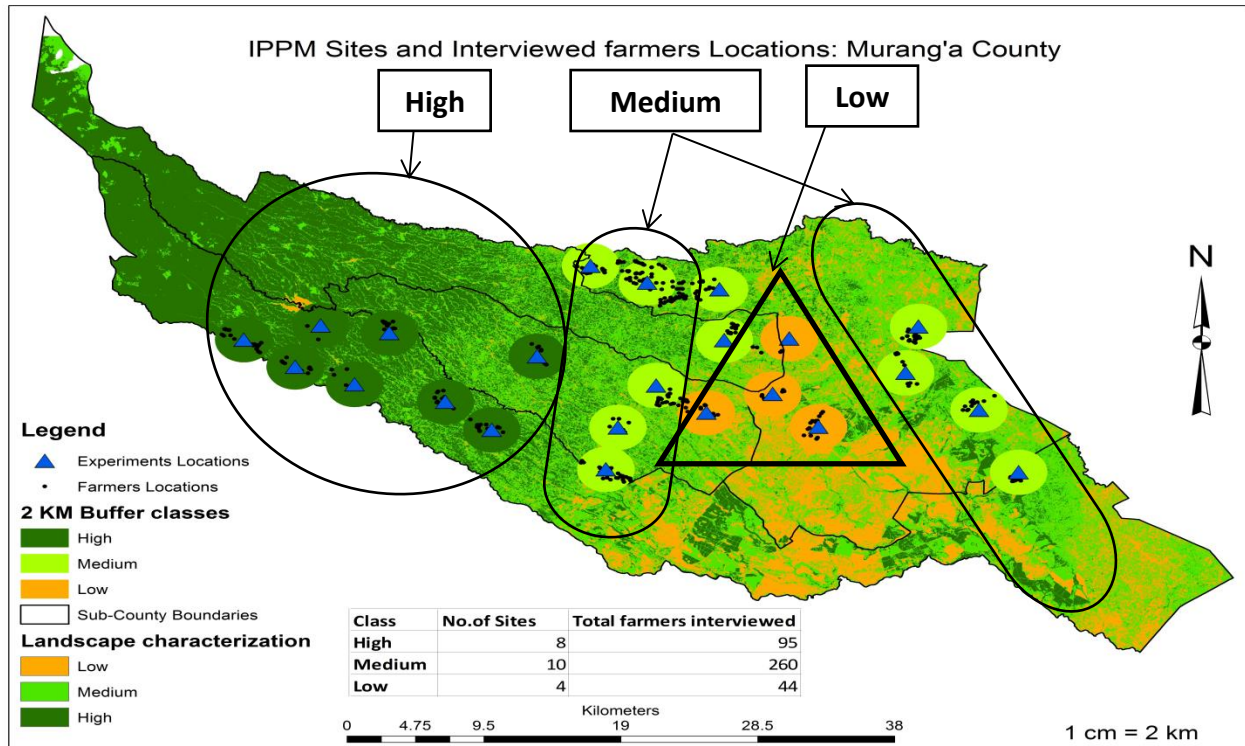 IPPM Sites and Interviewed farmers Locations: Murang'a County
High
Medium
Low
N
Legend
Experiments Locations
Farmers Locations
2 KM Buffer classes
High
Medium
Low
Sub-County Boundaries
Landscape characterization
Low
Medium
High
Class No.of Sites Total farmers interviewed
High 8 95
Medium 10 260
Low 4 44
Kilometers
0 4.75 9.5 19 28.5 38
1 cm = 2 km